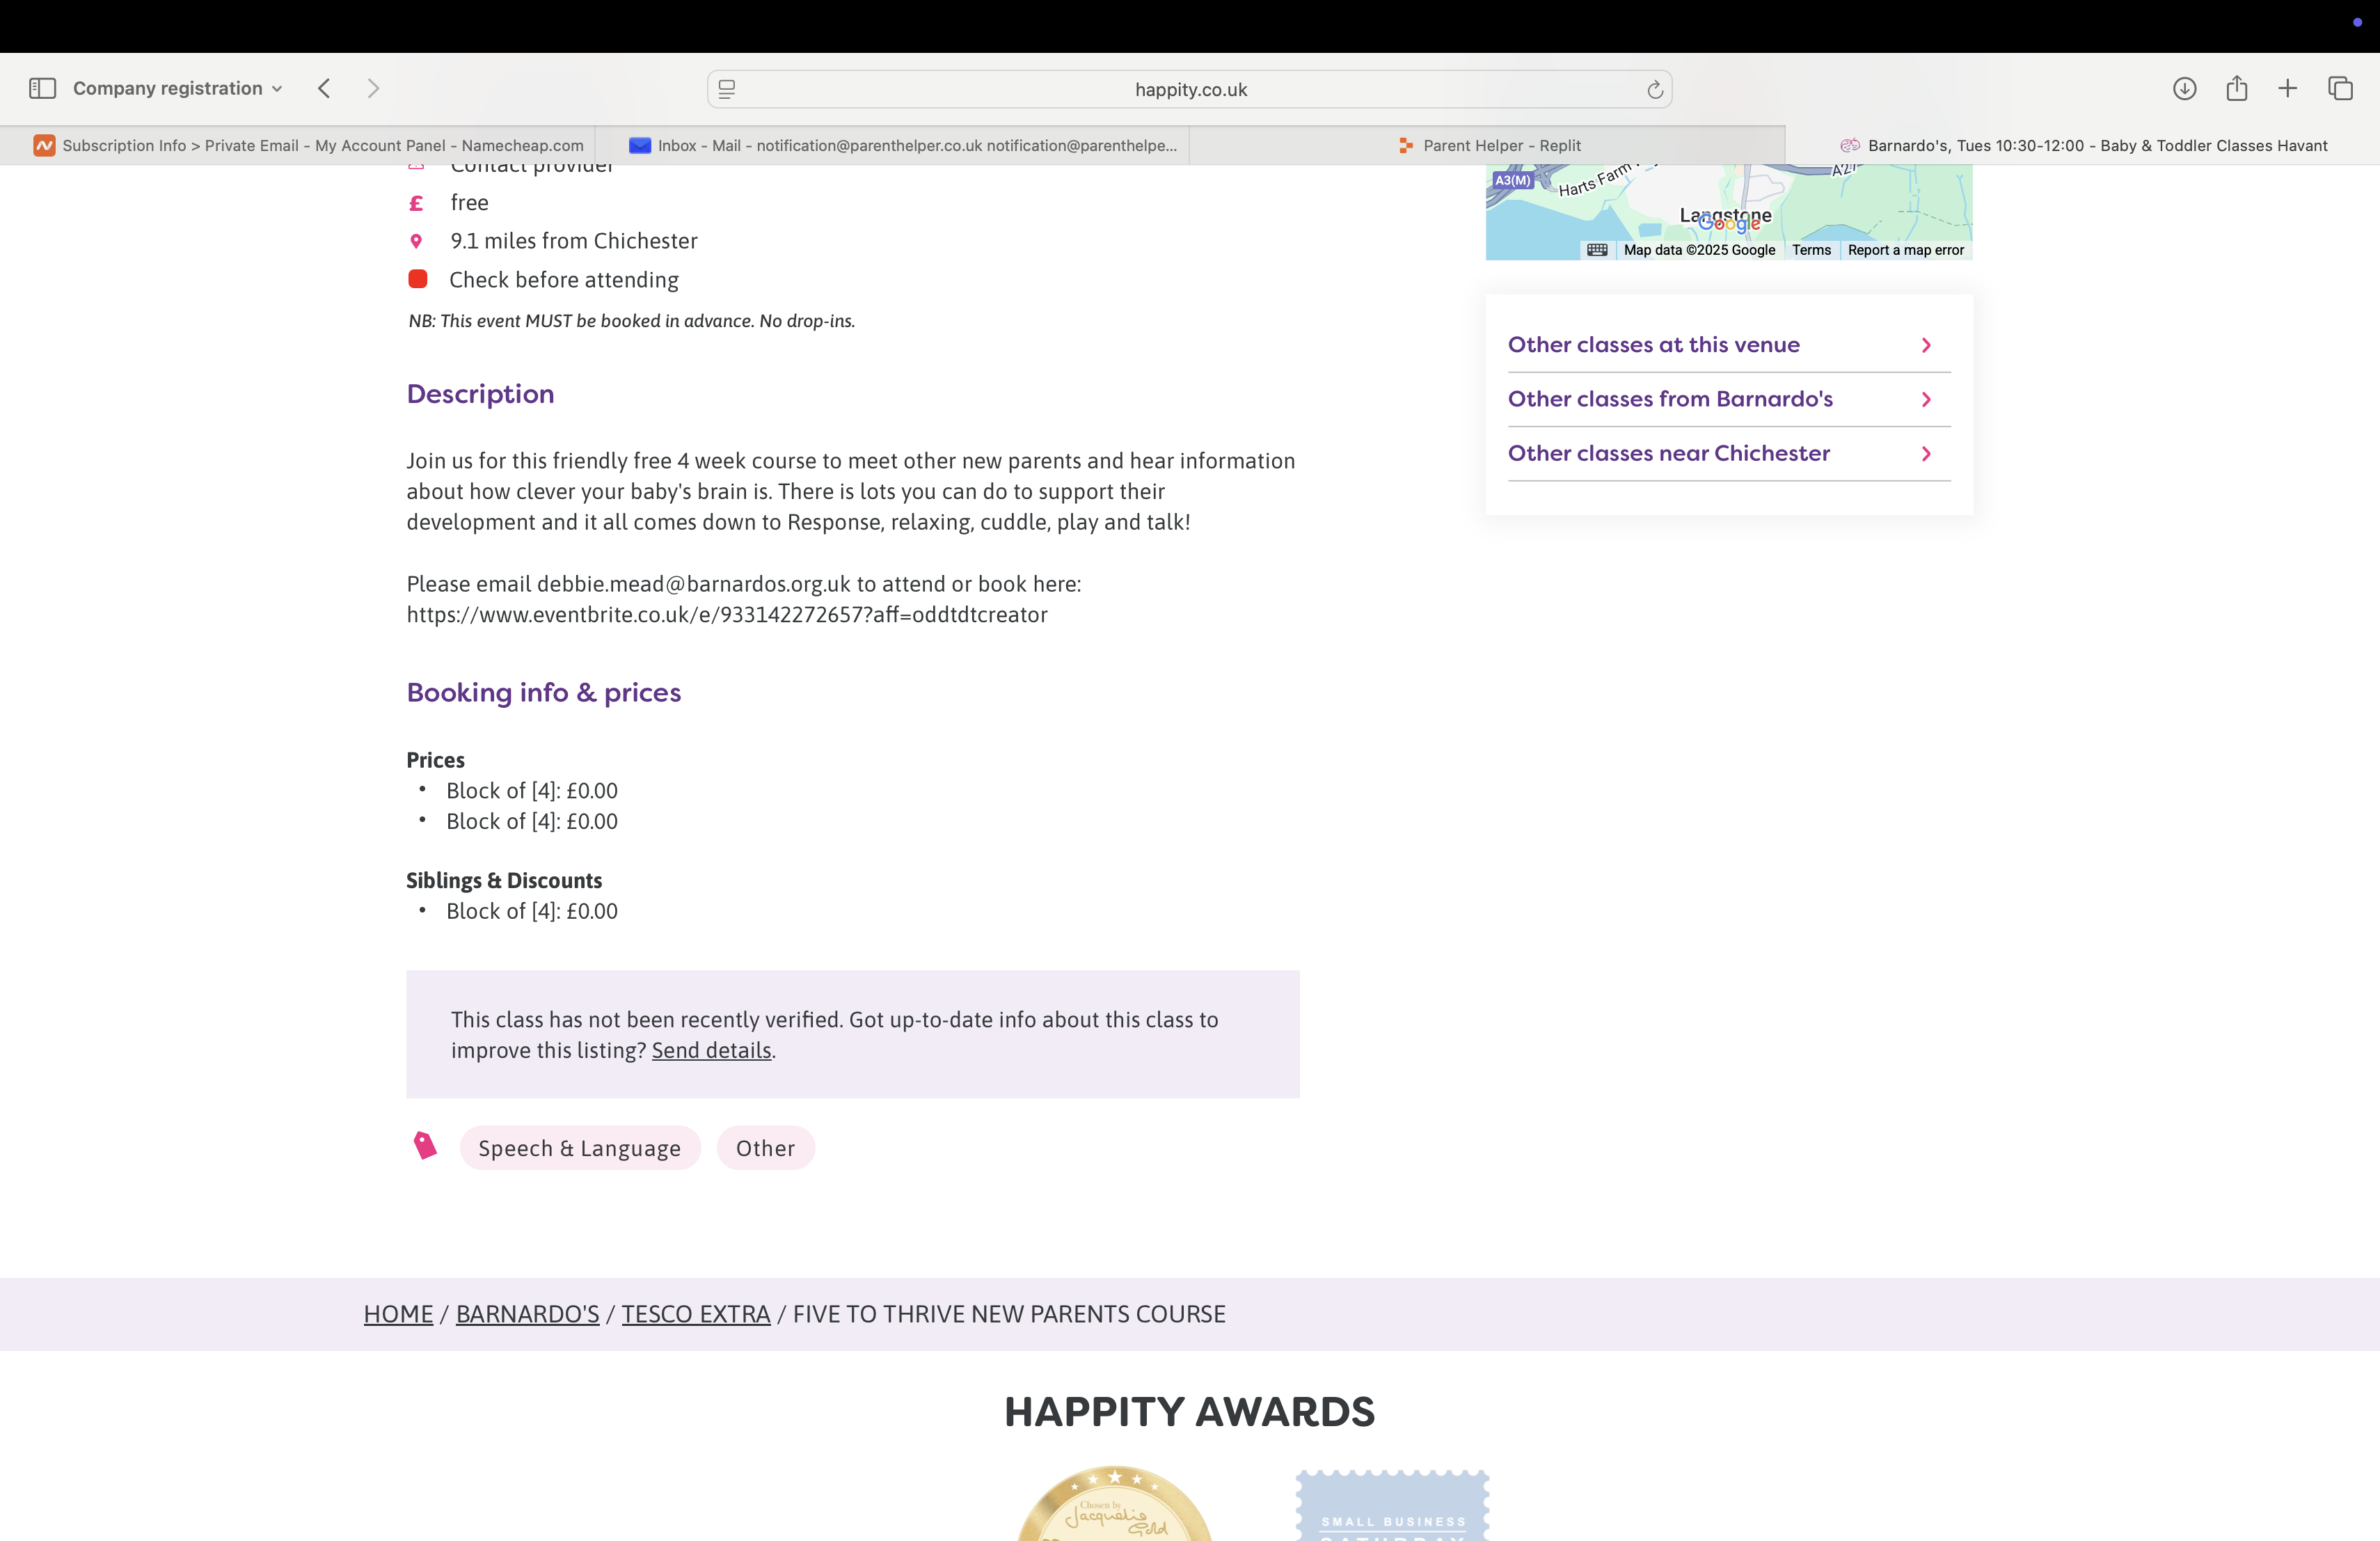 Company registration
happity.co.uk
Subscription Info > Private Email - My Account Panel - Namecheap.com
Inbox - Mail - notification@parenthelper.co.uk notification@parenthelpe...
Parent Helper - Replit
Barnardo's, Tues 10:30-12:00 - Baby & Toddler Classes Havant
Contact provider
£ free
9.1 miles from Chichester
Check before attending
NB: This event MUST be booked in advance. No drop-ins.
Description
Join us for this friendly free 4 week course to meet other new parents and hear information
about how clever your baby's brain is. There is lots you can do to support their
development and it all comes down to Response, relaxing, cuddle, play and talk!
Please email debbie.mead@barnardos.org.uk to attend or book here:
https://www.eventbrite.co.uk/e/933142272657?aff=oddtdtcreator
Booking info & prices
Prices
• Block of [4]: £0.00
• Block of [4]: £0.00
Siblings & Discounts
• Block of [4]: £0.00
This class has not been recently verified. Got up-to-date info about this class to
improve this listing? Send details.
Speech & Language
Other
A3(M)
Harts Farm
Langstone
Google
Map data ©2025 Google
Terms
Report a map error
Other classes at this venue
Other classes from Barnardo's
Other classes near Chichester
HOME / BARNARDO'S / TESCO EXTRA / FIVE TO THRIVE NEW PARENTS COURSE
HAPPITY AWARDS
Chosen by
Jacqueline
Gold
SMALL BUSINESS
SATURDAY